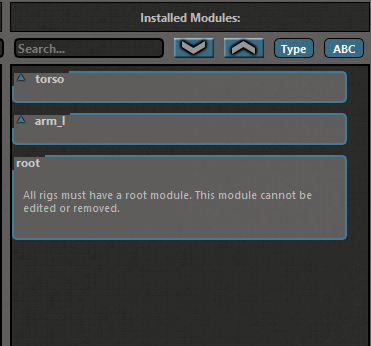 Installed Modules:
Search...
Type
ABC
torso
arm_l
root
All rigs must have a root module. This module cannot be
edited or removed.